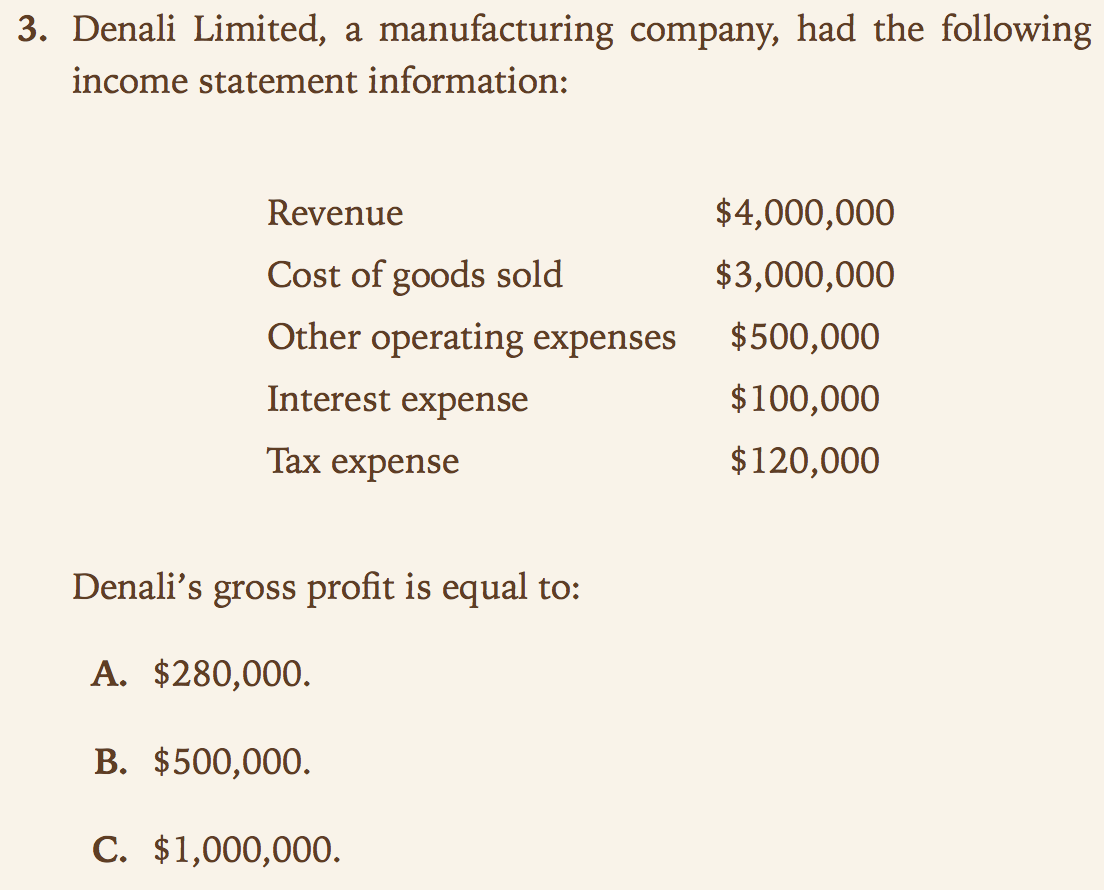 3. Denali Limited, a manufacturing company, had the following
income statement information:
Revenue $4,000,000
Cost of goods sold $3,000,000
Other operating expenses $500,000
Interest expense $100,000
Tax expense $120,000
Denali’s gross profit is equal to:
A. $280,000.
B. $500,000.
C. $1,000,000.